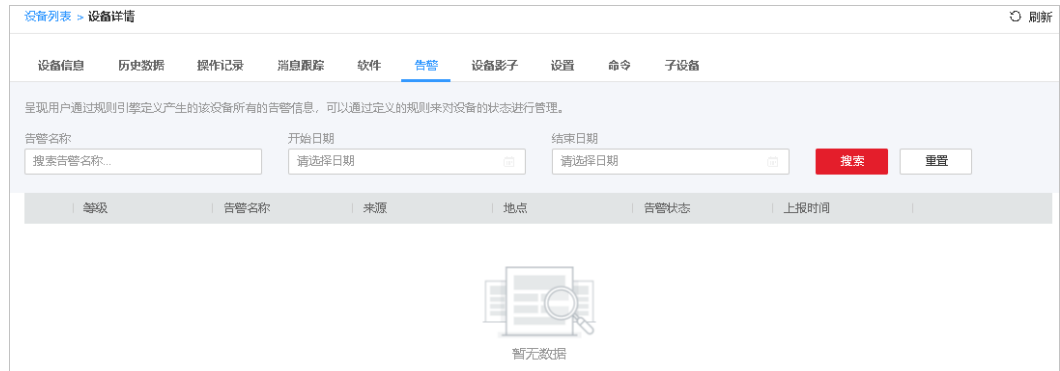 设备列表 > 设备详情 刷新
设备信息 历史数据 操作记录 消息跟踪 软件 告警 设备影子 设置 命令 子设备
呈现用户通过规则引擎定义产生的该设备所有的告警信息，可以通过定义的规则来对设备的状态进行管理。
告警名称 开始日期 结束日期
搜索告警名称... 请选择日期 请选择日期 搜索 重置
等级 告警名称 来源 地点 告警状态 上报时间
暂无数据